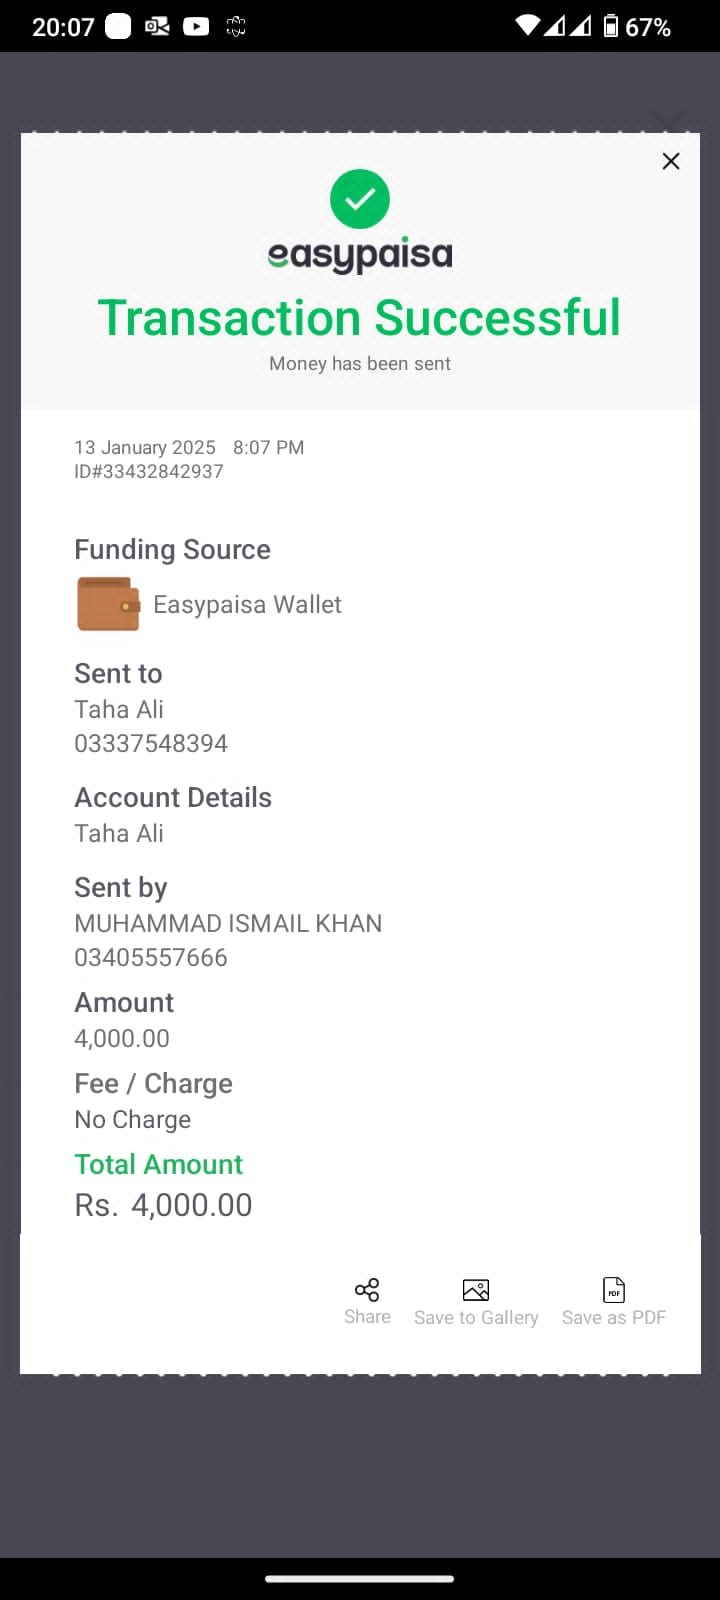 20:07 67%
easypaisa
Transaction Successful
Money has been sent
13 January 2025 8:07 PM
ID#33432842937
Funding Source
Easypaisa Wallet
Sent to
Taha Ali
03337548394
Account Details
Taha Ali
Sent by
MUHAMMAD ISMAIL KHAN
03405557666
Amount
4,000.00
Fee / Charge
No Charge
Total Amount
Rs. 4,000.00
PDF
Share Save to Gallery Save as PDF